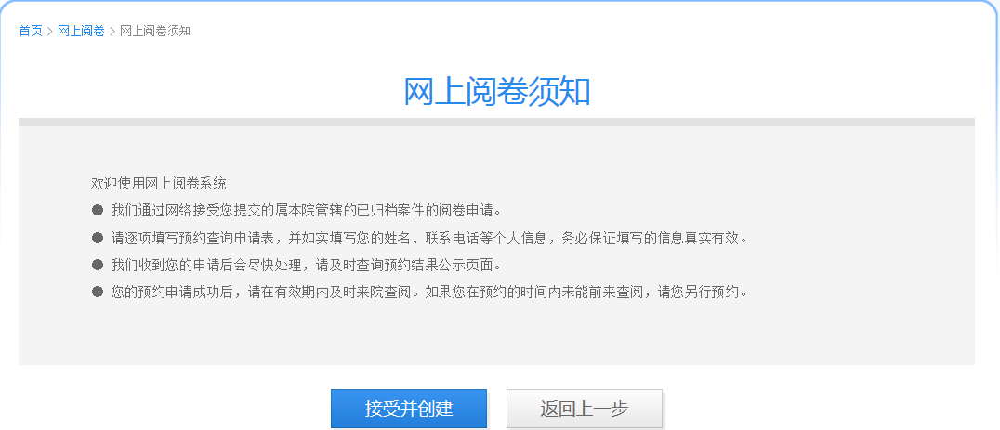 首页 > 网上阅卷 > 网上阅卷须知
网上阅卷须知
欢迎使用网上阅卷系统
● 我们通过网络接受您提交的属本院管辖的已归档案件的阅卷申请。
● 请逐项填写预约查询申请表，并如实填写您的姓名、联系电话等个人信息，务必保证填写的信息真实有效。
● 我们收到您的申请后会尽快处理，请及时查询预约结果公示页面。
● 您的预约申请成功后，请在有效期内及时来院查阅。如果您在预约的时间内未能前来查阅，请您另行预约。
接受并创建 返回上一步